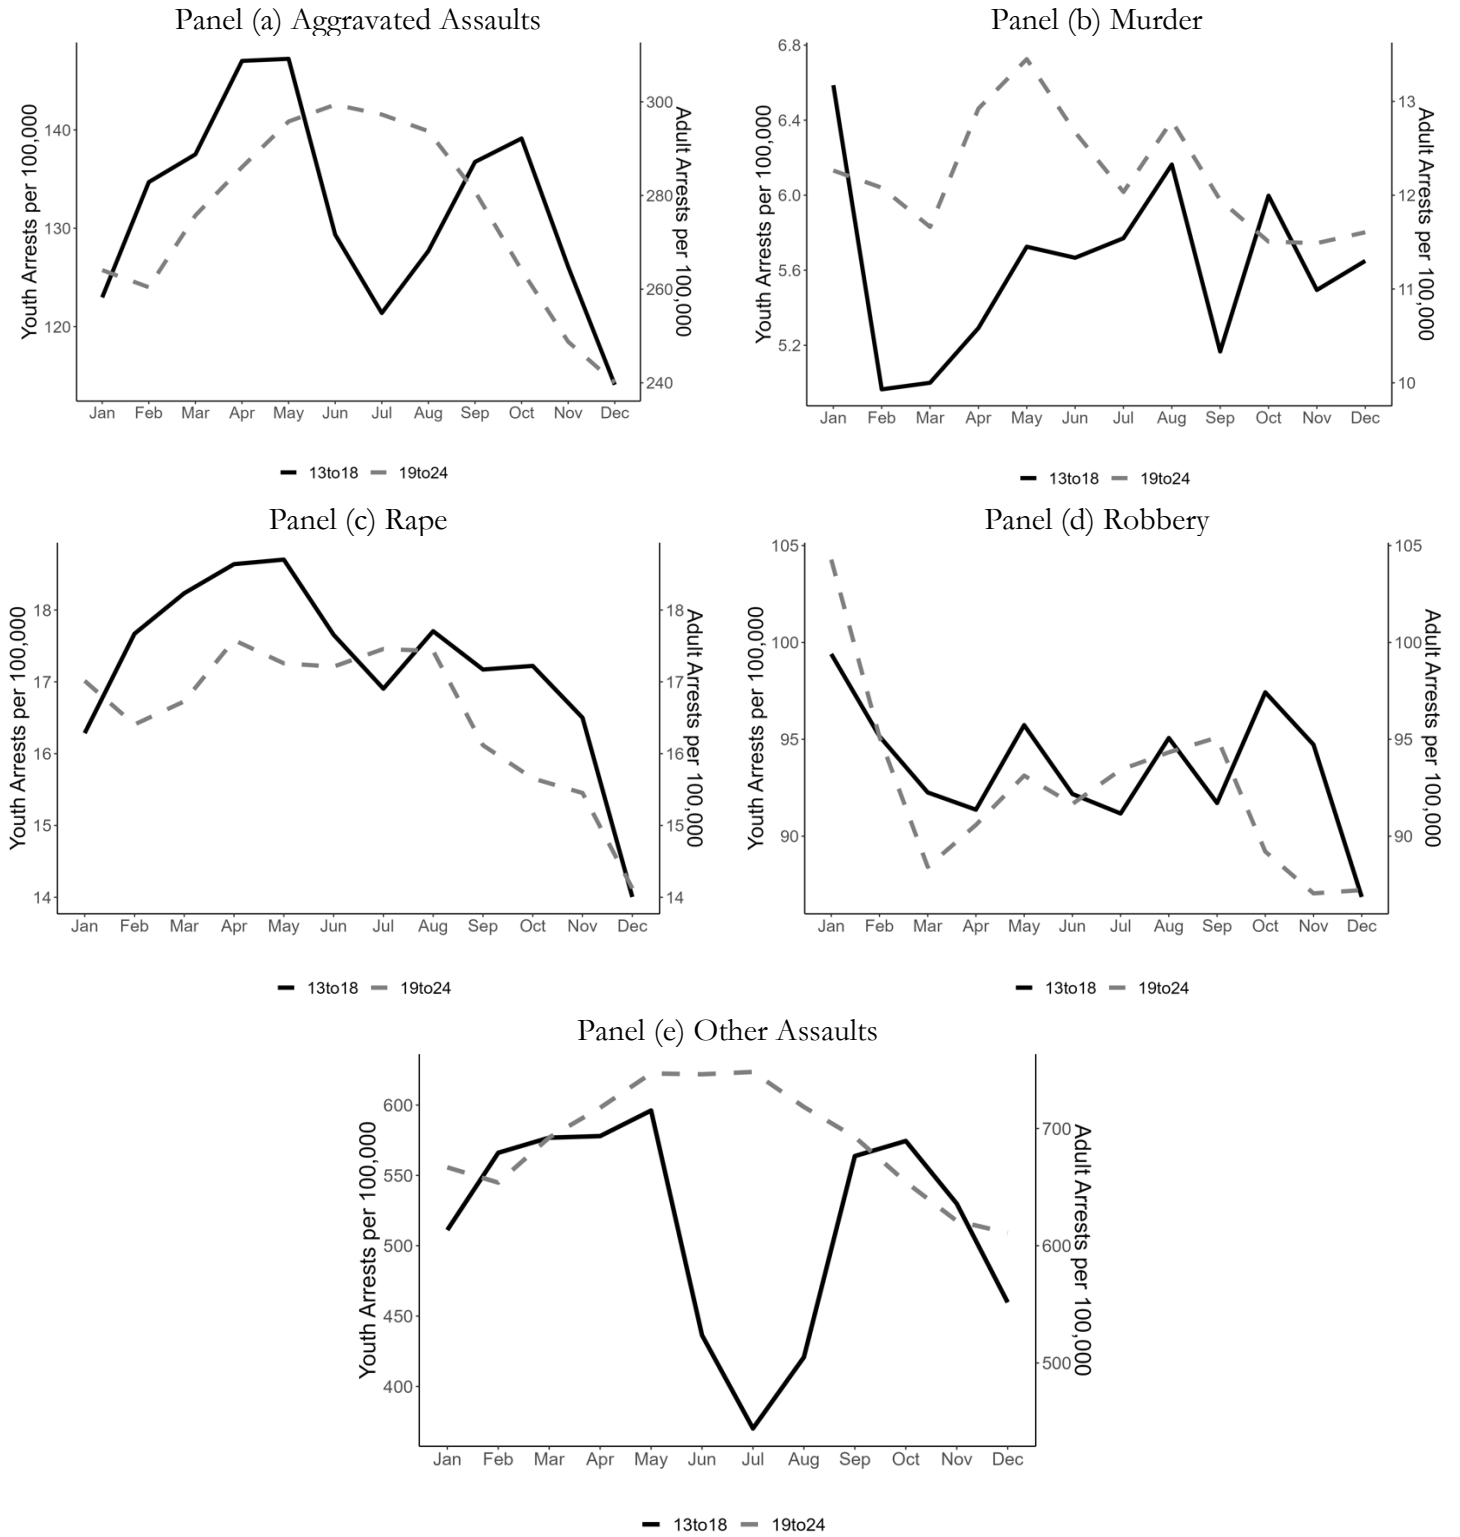 Panel (a) Aggravated Assaults
Youth Arrests per 100,000
140
130
120
300
280
260
240
Adult Arrests per 100,000
Jan Feb Mar Apr May Jun Jul Aug Sep Oct Nov Dec
13to18 19to24
Panel (b) Murder
Youth Arrests per 100,0000
6.8
6.4
6.0
5.6
5.2
13
12
11
10
Adult Arrests per 100,000
Jan Feb Mar Apr May Jun Jul Aug Sep Oct Nov Dec
13to18 19to24
Panel (c) Rape
Youth Arrests per 100,000
18
17
16
15
14
18
17
16
15
14
Adult Arrests per 100,000
Jan Feb Mar Apr May Jun Jul Aug Sep Oct Nov Dec
13to18 19to24
Panel (d) Robbery
Youth Arrests per 100,000
105
100
95
90
105
100
95
90
Adult Arrests per 100,000
Jan Feb Mar Apr May Jun Jul Aug Sep Oct Nov Dec
13to18 19to24
Panel (e) Other Assaults
Youth Arrests per 100,000
600
550
500
450
400
700
600
500
Adult Arrests per 100,000
Jan Feb Mar Apr May Jun Jul Aug Sep Oct Nov Dec
13to18 19to24